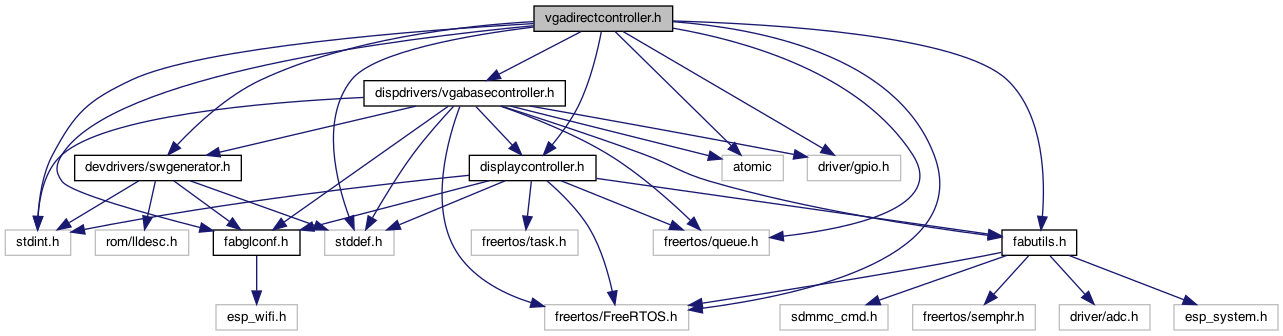 vgadirectcontroller.h
dispdrivers/vgabasecontroller.h
devdrivers/swgenerator.h
displaycontroller.h
atomic
driver/gpio.h
stdint.h
rom/lldesc.h
fabglconf.h
stddef.h
freertos/task.h
freertos/queue.h
fabutils.h
esp_wifi.h
freertos/FreeRTOS.h
sdmmc_cmd.h
freertos/semphr.h
driver/adc.h
esp_system.h